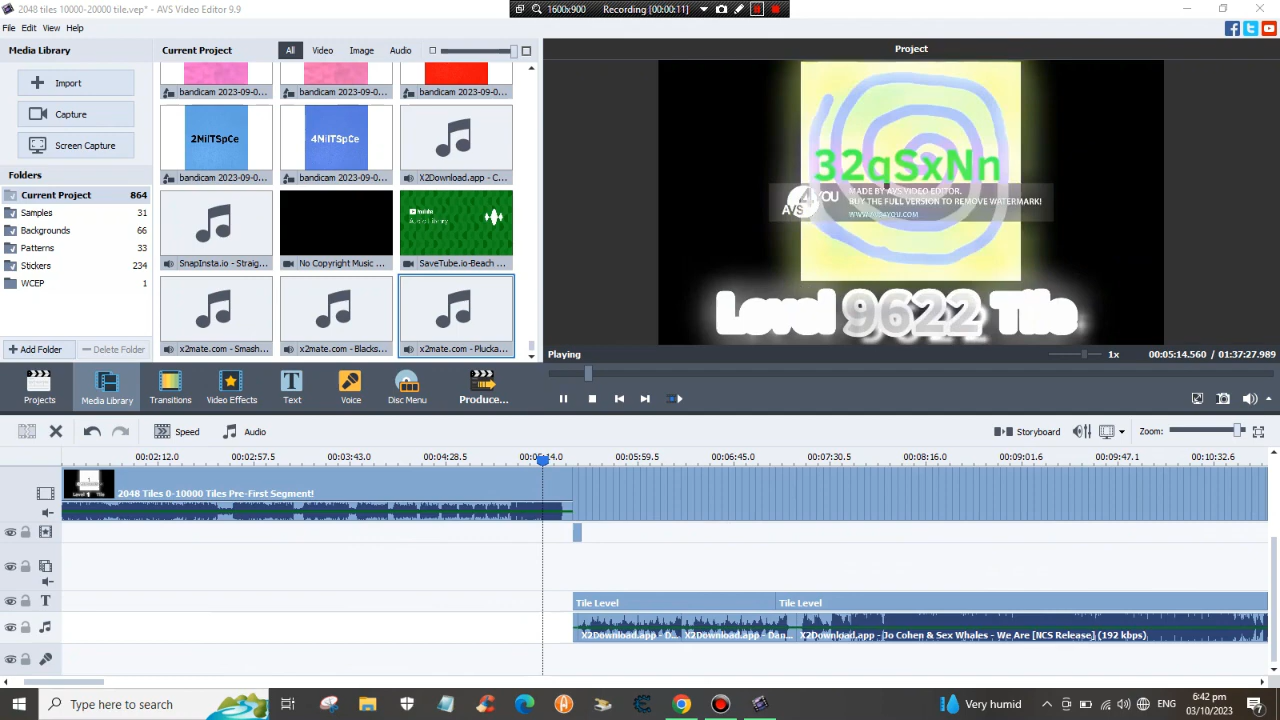 2048 tiles 10000-20000 tile.vep* - AVS Video Editor 9.9
1600x900 Recording [00:00:11]
File Edit View Help
Media Library
Import
Capture
Screen Capture
Folders
Current Project 864
Samples 31
Backgrounds 46
Patterns 33
Stickers 234
WCEP 1
Add Folder
Delete Folder
Current Project All Video Image Audio
bandicam 2023-09-0...
bandicam 2023-09-0...
bandicam 2023-09-0...
2MilTSpCe
4NilTSpCe
bandicam 2023-09-0...
bandicam 2023-09-0...
X2Download.app - C...
SnapInsta.io - Straig...
No Copyright Music ...
SaveTube.io-Beach ...
x2mate.com - Smash...
x2mate.com - Blacks...
x2mate.com - Plucka...
Project
32qSxNn
AVS4YOU
MADE BY AVS VIDEO EDITOR.
BUY THE FULL VERSION TO REMOVE WATERMARK!
WWW.AVS4YOU.COM
Level 9622 Tile
Playing 1x 00:05:14.560 / 01:37:27.989
Projects
Media Library
Transitions
Video Effects
Text
Voice
Disc Menu
Produce...
Speed
Audio
Storyboard
Zoom:
00:02:12.0 00:02:57.5 00:03:43.0 00:04:28.5 00:05:14.0 00:05:59.5 00:06:45.0 00:07:30.5 00:08:16.0 00:09:01.6 00:09:47.1 00:10:32.6
2048 Tiles 0-10000 Tiles Pre-First Segment!
T
Tile Level
Tile Level
X2Download.app - D...
X2Download.app - Dan...
X2Download.app - Jo Cohen & Sex Whales - We Are [NCS Release] (192 kbps)
Type here to search
Very humid
ENG
6:42 pm
03/10/2023